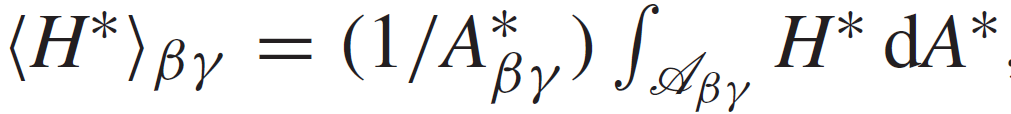 ⟨H*⟩βγ = (1/A*βγ) ∫𝒜βγ H* dA*,